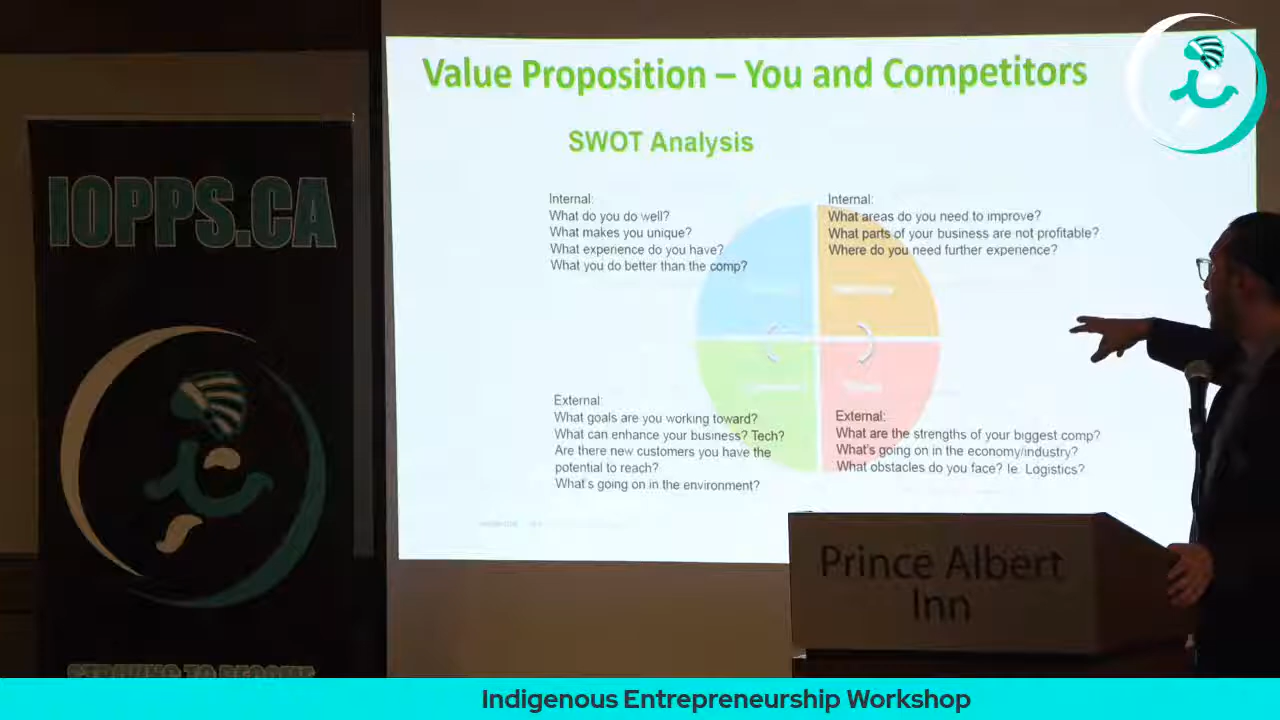 IOPPS.CA
Value Proposition – You and Competitors
SWOT Analysis
Internal:
What do you do well?
What makes you unique?
What experience do you have?
What you do better than the comp?
Internal:
What areas do you need to improve?
What parts of your business are not profitable?
Where do you need further experience?
External:
What goals are you working toward?
What can enhance your business? Tech?
Are there new customers you have the
potential to reach?
What's going on in the environment?
External:
What are the strengths of your biggest comp?
What's going on in the economy/industry?
What obstacles do you face? Ie. Logistics?
Prince Albert
Inn
Indigenous Entrepreneurship Workshop